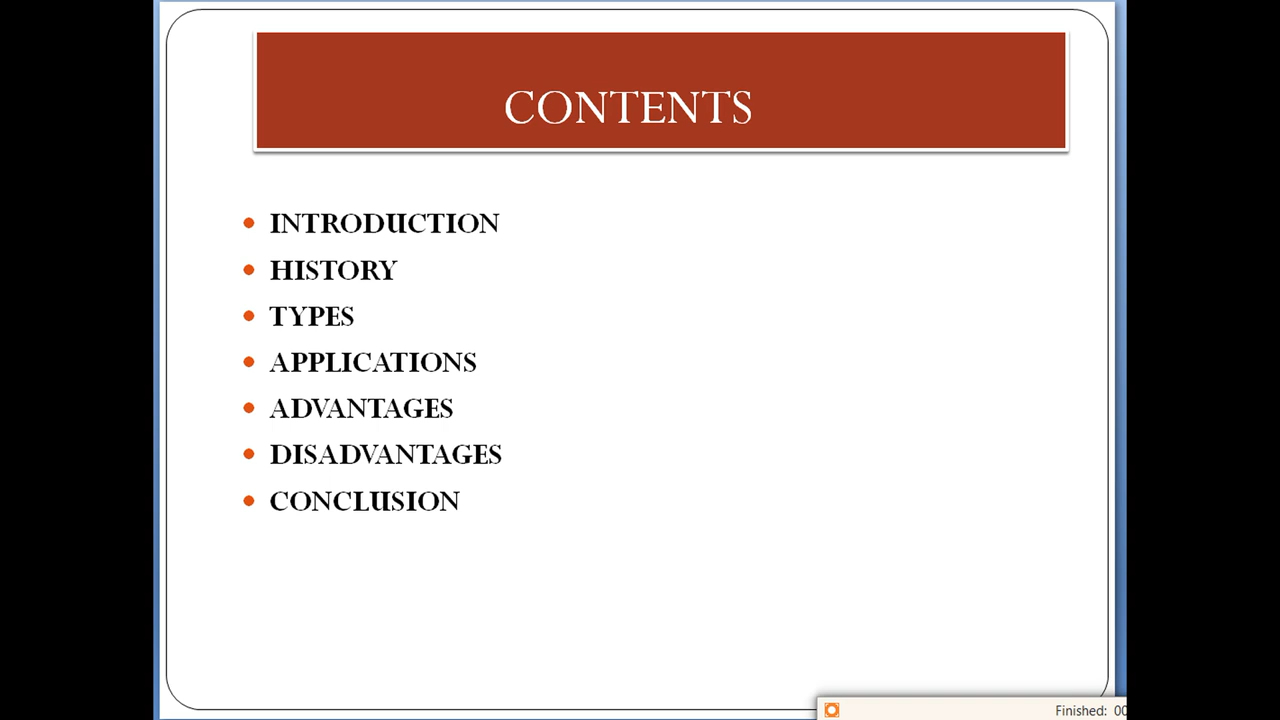 CONTENTS
INTRODUCTION
HISTORY
TYPES
APPLICATIONS
ADVANTAGES
DISADVANTAGES
CONCLUSION
Finished: 00